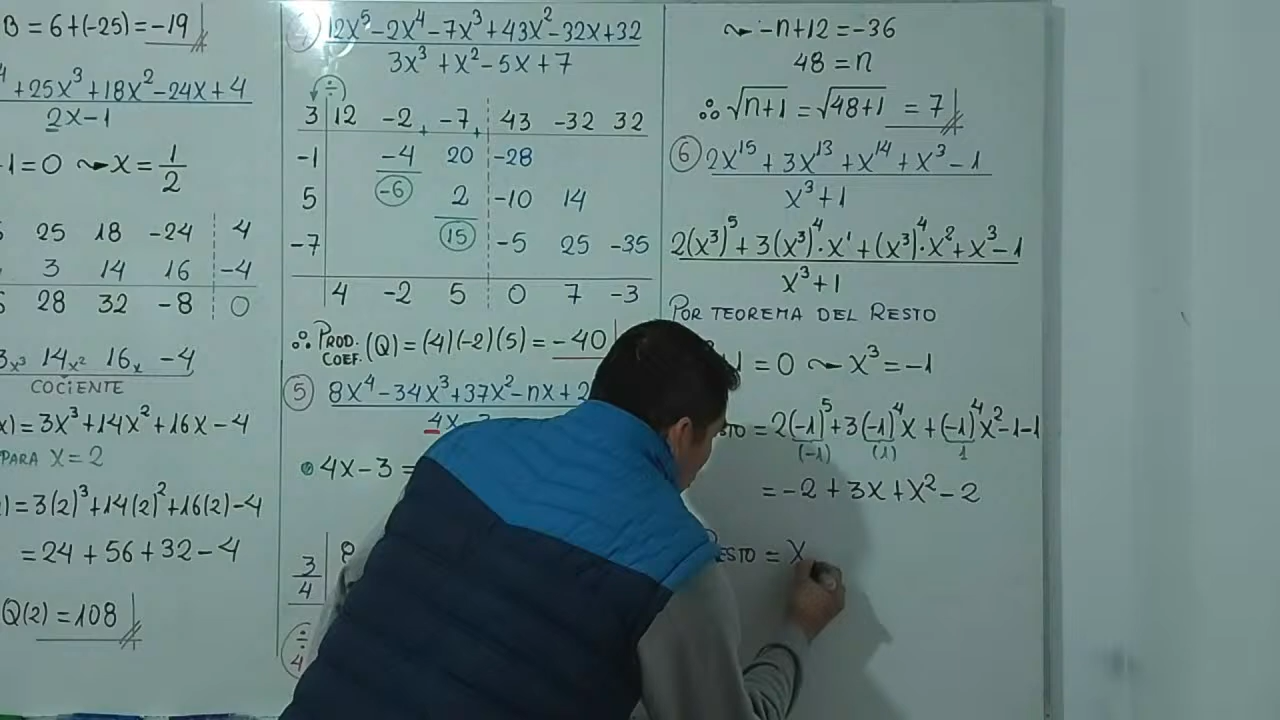 B = 6+(-25) = -19
+ 25x³ + 18x² - 24x + 4
2x - 1
-1 = 0 ⤳ x = 1/2
25 18 -24 4
3 14 16 -4
28 32 -8 0
3x³ 14x² 16x -4
COCIENTE
x) = 3x³ + 14x² + 16x - 4
PARA x = 2
= 3(2)³ + 14(2)² + 16(2) - 4
= 24 + 56 + 32 - 4
Q(2) = 108
12x⁵ - 2x⁴ - 7x³ + 43x² - 32x + 32
3x³ + x² - 5x + 7
÷
3 12 -2 + -7 + 43 -32 32
-1 -4 20 -28
5 -6 2 -10 14
-7 15 -5 25 -35
4 -2 5 0 7 -3
∴ PROD. COEF. (Q) = (4)(-2)(5) = -40
⑤ 8x⁴ - 34x³ + 37x² - nx + 2
4x - 3
4x - 3 =
3/4
÷ 4
⤳ -n + 12 = -36
48 = n
∴ √n+1 = √48+1 = 7
⑥ 2x¹⁵ + 3x¹³ + x¹⁴ + x³ - 1
x³ + 1
2(x³)⁵ + 3(x³)⁴·x¹ + (x³)⁴·x² + x³ - 1
x³ + 1
POR TEOREMA DEL RESTO
1 = 0 ⤳ x³ = -1
= 2(-1)⁵ + 3(-1)⁴x + (-1)⁴x² - 1 - 1
(-1) (1) 1
= -2 + 3x + x² - 2
RESTO = x